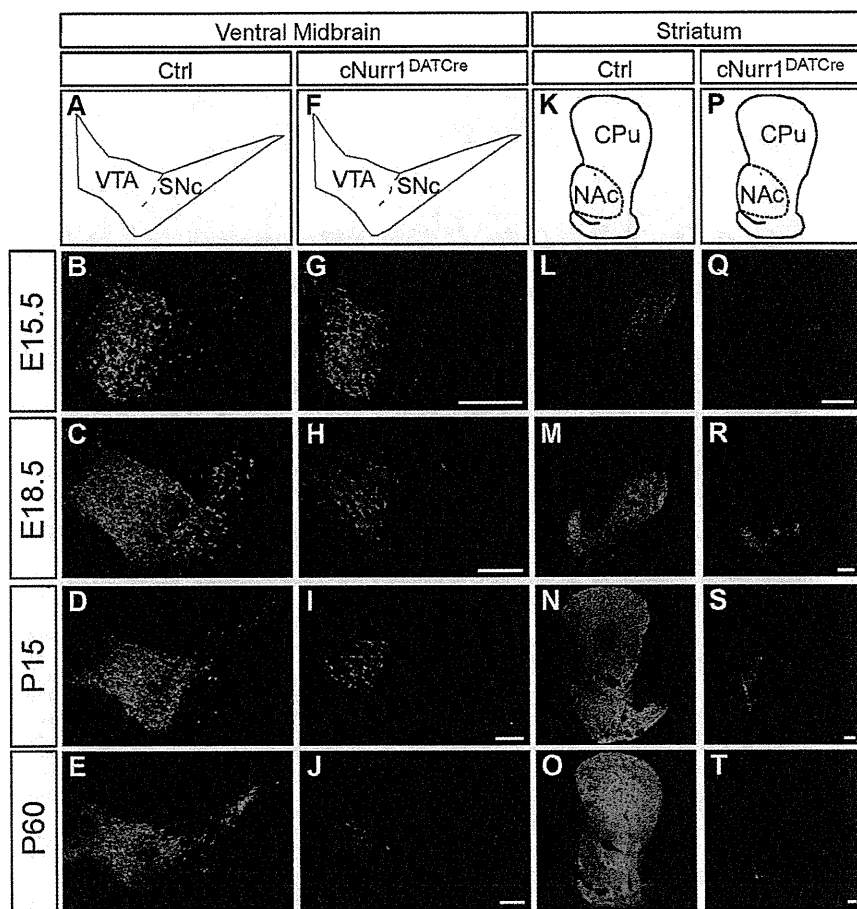 Ventral Midbrain Striatum
Ctrl cNurr1DATCre Ctrl cNurr1DATCre
A F K P
VTA SNc VTA SNc CPu NAc CPu NAc
E15.5 B G L Q
E18.5 C H M R
P15 D I N S
P60 E J O T